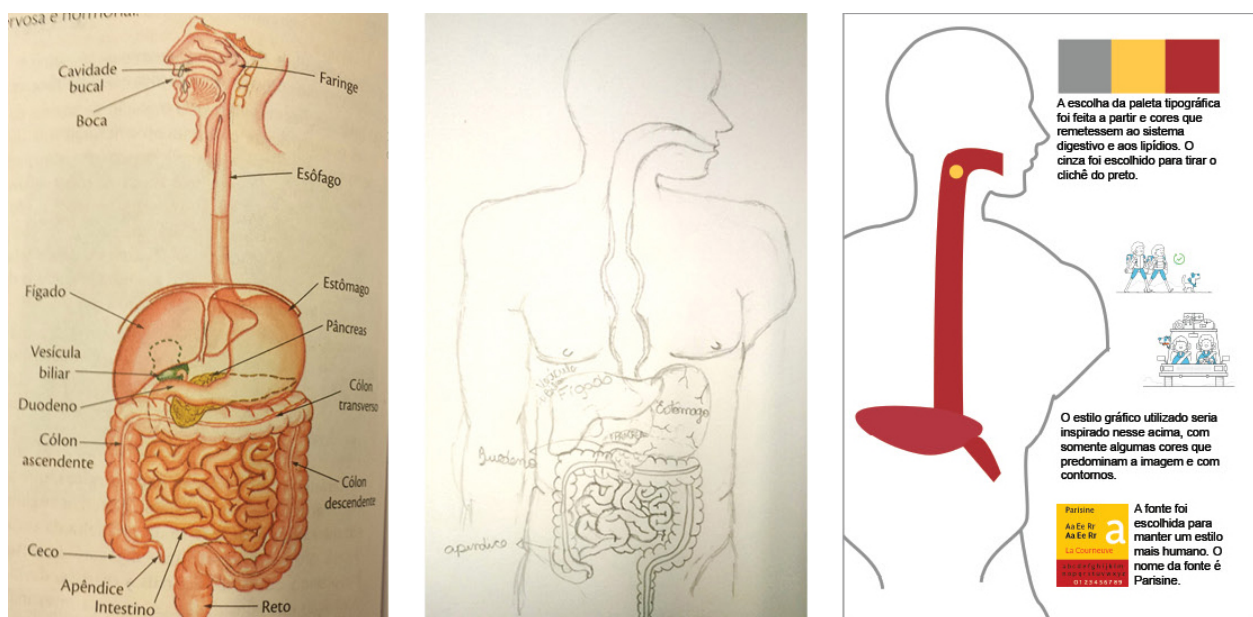 ervosa e hormonal.
Cavidade
bucal
Boca
Faringe
Esôfago
Fígado
Estômago
Pâncreas
Vesícula
biliar
Duodeno
Cólon
transverso
Cólon
ascendente
Cólon
descendente
Ceco
Apêndice
Intestino
Reto
Fígado
Estômago
Duodeno
apêndice
A escolha da paleta tipográfica
foi feita a partir e cores que
remetessem ao sistema
digestivo e aos lipídios. O
cinza foi escolhido para tirar o
clichê do preto.
O estilo gráfico utilizado seria
inspirado nesse acima, com
somente algumas cores que
predominam a imagem e com
contornos.
Parisine
Aa Ee Rr
Aa Ee Rr
a
La Courneuve
0123456789
A fonte foi
escolhida para
manter um estilo
mais humano. O
nome da fonte é
Parisine.